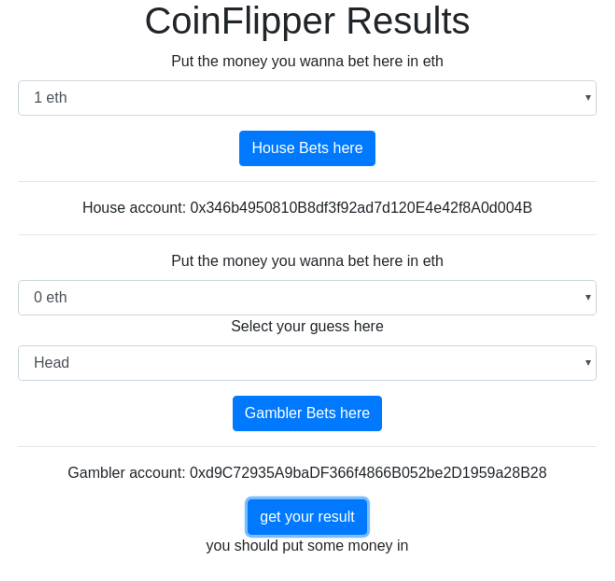 CoinFlipper Results
Put the money you wanna bet here in eth
1 eth
House Bets here
House account: 0x346b4950810B8df3f92ad7d120E4e42f8A0d004B
Put the money you wanna bet here in eth
0 eth
Select your guess here
Head
Gambler Bets here
Gambler account: 0xd9C72935A9baDF366f4866B052be2D1959a28B28
get your result
you should put some money in